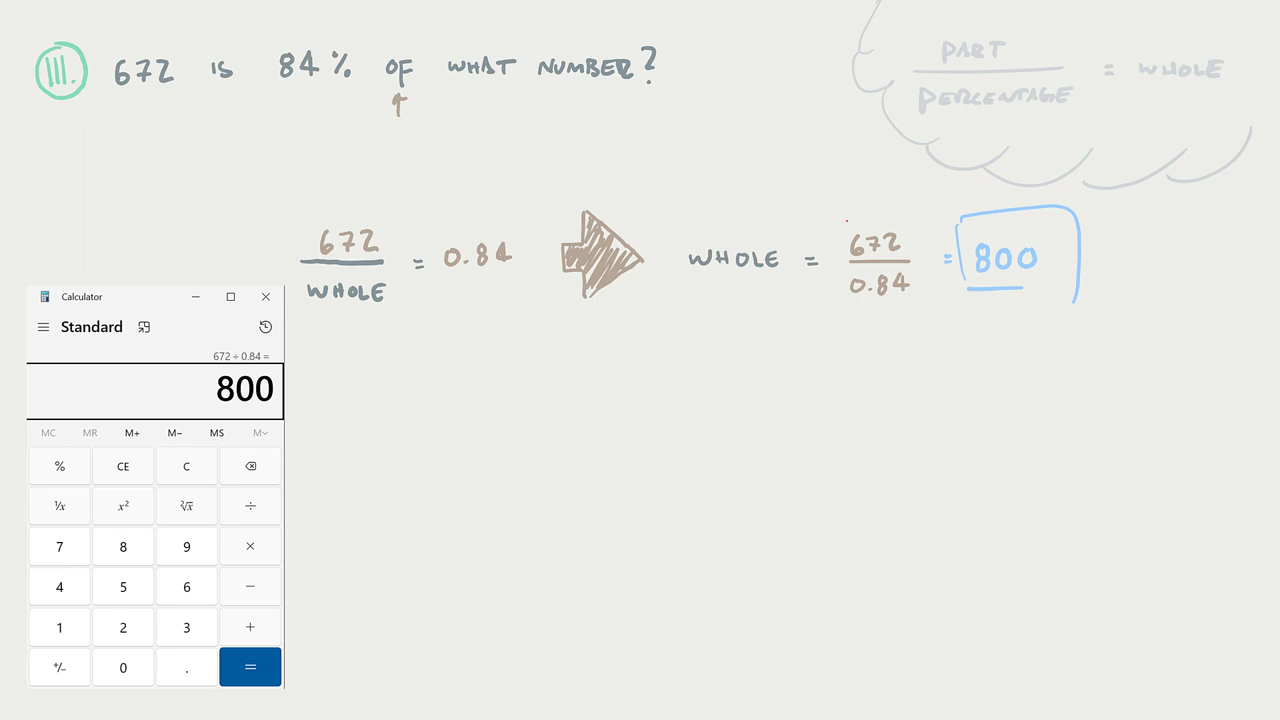 III. 672 IS 84% OF WHAT NUMBER?
↑
PART
PERCENTAGE
= WHOLE
672
WHOLE
= 0.84
WHOLE =
672
0.84
= 800
Calculator
Standard
672 ÷ 0.84 =
800
MC MR M+ M− MS M˅
% CE C ⌫
¹/x x² ²√x ÷
7 8 9 ×
4 5 6 −
1 2 3 +
⁺/₋ 0 . =